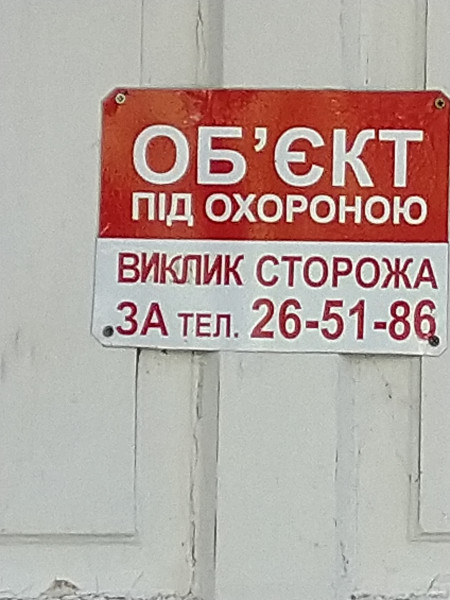 ОБ’ЄКТ
ПІД ОХОРОНОЮ
ВИКЛИК СТОРОЖА
ЗА ТЕЛ. 26-51-86